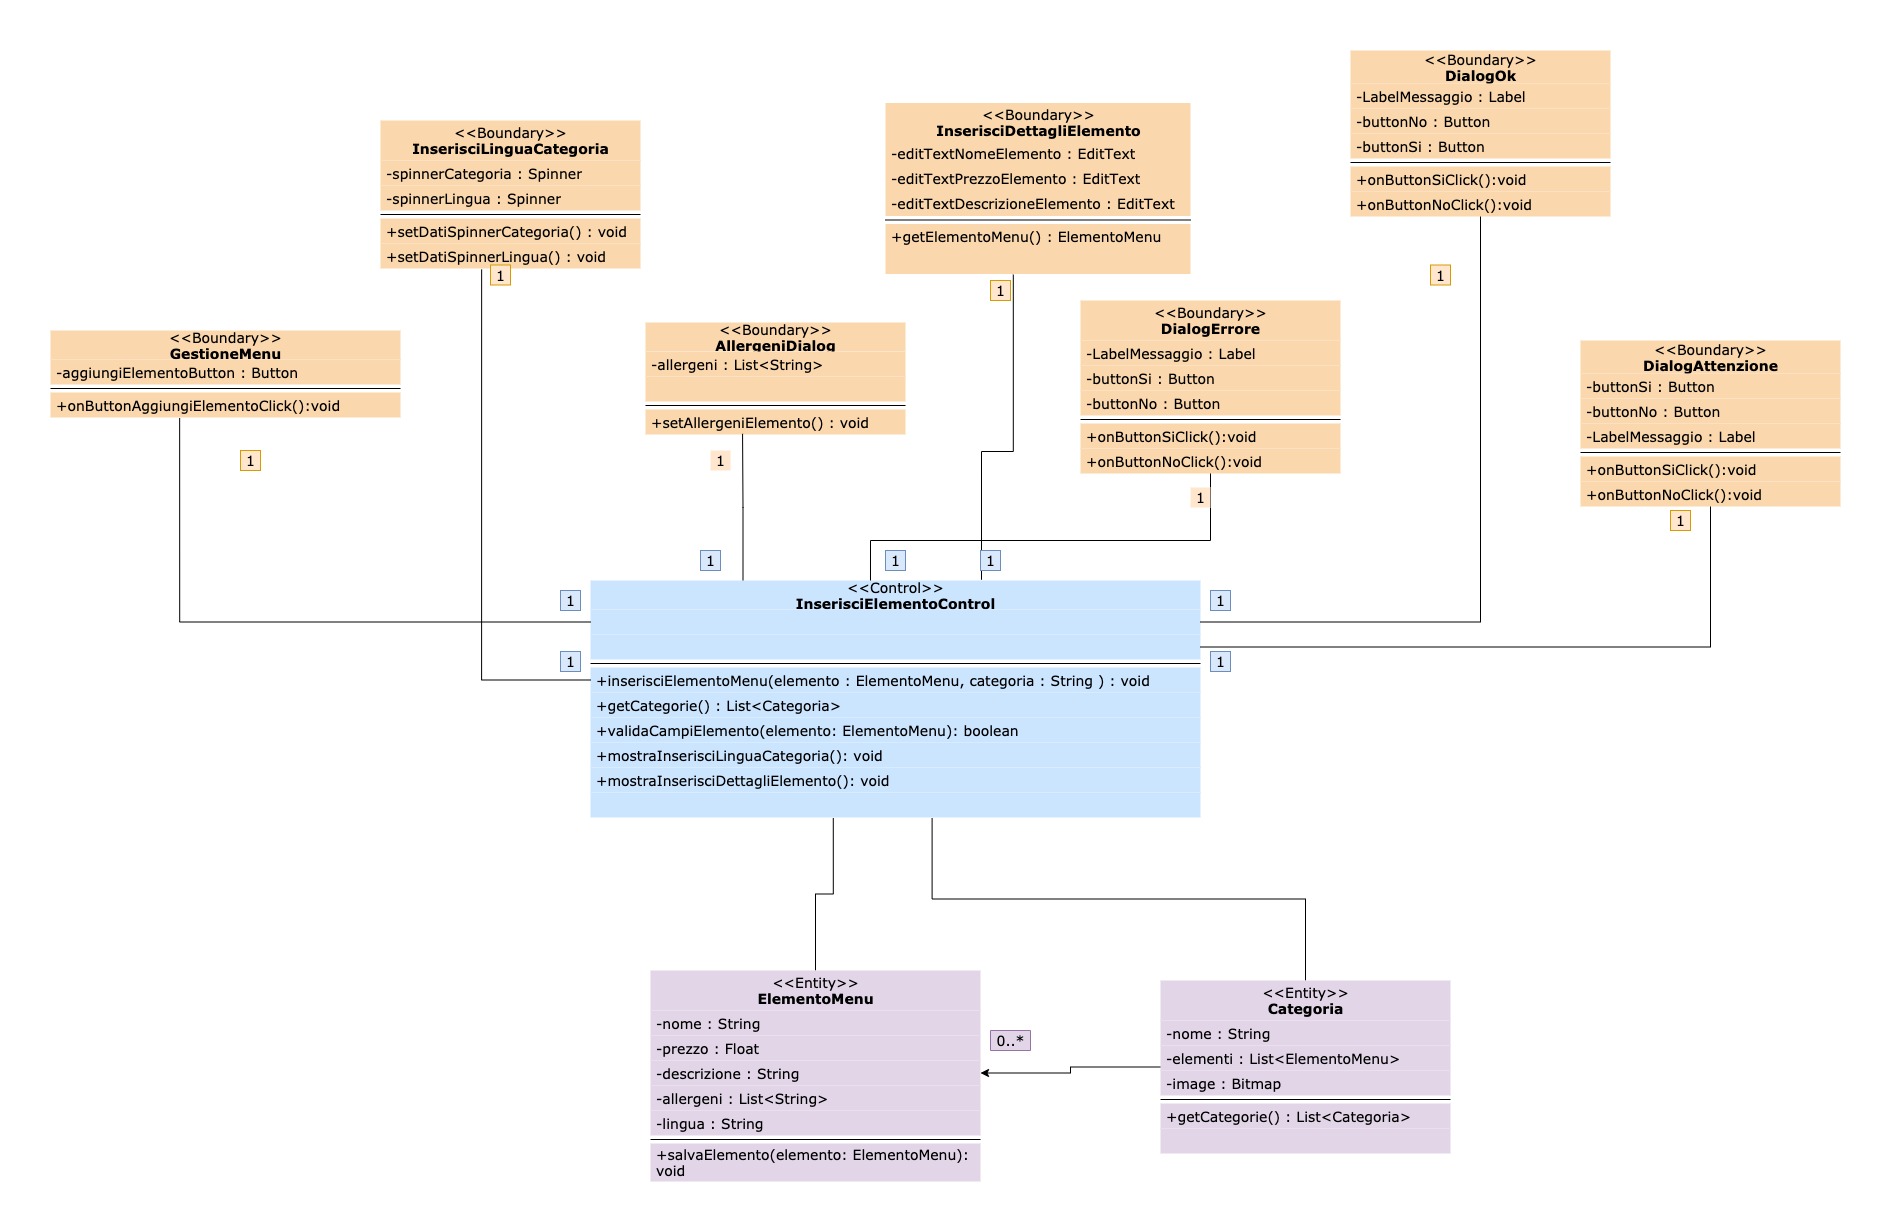 <<Boundary>>
DialogOk
-LabelMessaggio : Label
-buttonNo : Button
-buttonSi : Button
+onButtonSiClick():void
+onButtonNoClick():void
1
<<Boundary>>
InserisciDettagliElemento
-editTextNomeElemento : EditText
-editTextPrezzoElemento : EditText
-editTextDescrizioneElemento : EditText
+getElementoMenu() : ElementoMenu
1
<<Boundary>>
InserisciLinguaCategoria
-spinnerCategoria : Spinner
-spinnerLingua : Spinner
+setDatiSpinnerCategoria() : void
+setDatiSpinnerLingua() : void
1
<<Boundary>>
DialogErrore
-LabelMessaggio : Label
-buttonSi : Button
-buttonNo : Button
+onButtonSiClick():void
+onButtonNoClick():void
1
<<Boundary>>
AllergeniDialog
-allergeni : List<String>
+setAllergeniElemento() : void
1
<<Boundary>>
GestioneMenu
-aggiungiElementoButton : Button
+onButtonAggiungiElementoClick():void
1
<<Boundary>>
DialogAttenzione
-buttonSi : Button
-buttonNo : Button
-LabelMessaggio : Label
+onButtonSiClick():void
+onButtonNoClick():void
1
1
1
1
1
1
1
1
<<Control>>
InserisciElementoControl
+inserisciElementoMenu(elemento : ElementoMenu, categoria : String ) : void
+getCategorie() : List<Categoria>
+validaCampiElemento(elemento: ElementoMenu): boolean
+mostraInserisciLinguaCategoria(): void
+mostraInserisciDettagliElemento(): void
<<Entity>>
ElementoMenu
-nome : String
-prezzo : Float
-descrizione : String
-allergeni : List<String>
-lingua : String
+salvaElemento(elemento: ElementoMenu):
void
0..*
<<Entity>>
Categoria
-nome : String
-elementi : List<ElementoMenu>
-image : Bitmap
+getCategorie() : List<Categoria>